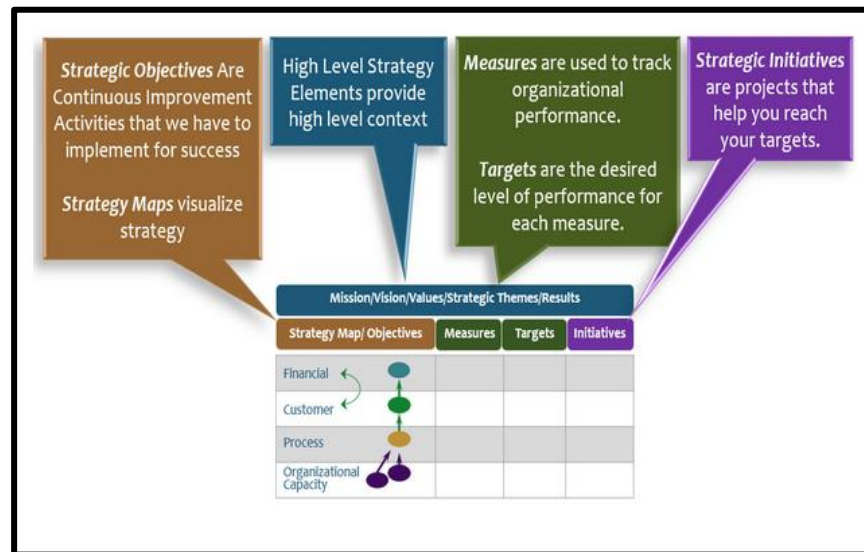 Strategic Objectives Are
Continuous Improvement
Activities that we have to
implement for success
Strategy Maps visualize
strategy
High Level Strategy
Elements provide
high level context
Measures are used to track
organizational
performance.
Targets are the desired
level of performance for
each measure.
Strategic Initiatives
are projects that
help you reach
your targets.
Mission/Vision/Values/Strategic Themes/Results
Strategy Map/ Objectives
Measures
Targets
Initiatives
Financial
Customer
Process
Organizational
Capacity